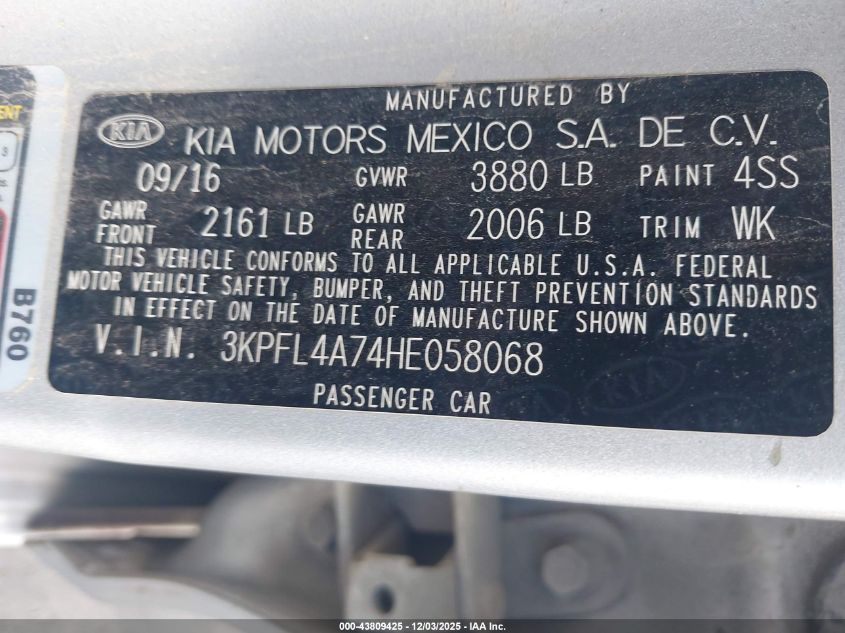 MANUFACTURED BY
KIA KIA MOTORS MEXICO S.A. DE C.V.
09/16 GVWR 3880 LB PAINT 4SS
GAWR FRONT 2161 LB GAWR REAR 2006 LB TRIM WK
THIS VEHICLE CONFORMS TO ALL APPLICABLE U.S.A. FEDERAL
MOTOR VEHICLE SAFETY, BUMPER, AND THEFT PREVENTION STANDARDS
IN EFFECT ON THE DATE OF MANUFACTURE SHOWN ABOVE.
V.I.N. 3KPFL4A74HE058068
PASSENGER CAR
KIA
B760
000-43809425 - 12/03/2025 - IAA Inc.